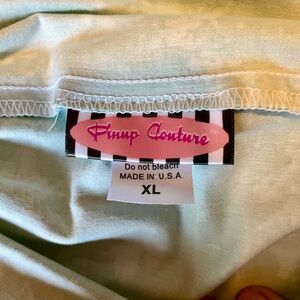 Pinup Couture
Do not bleach
MADE IN U.S.A
XL